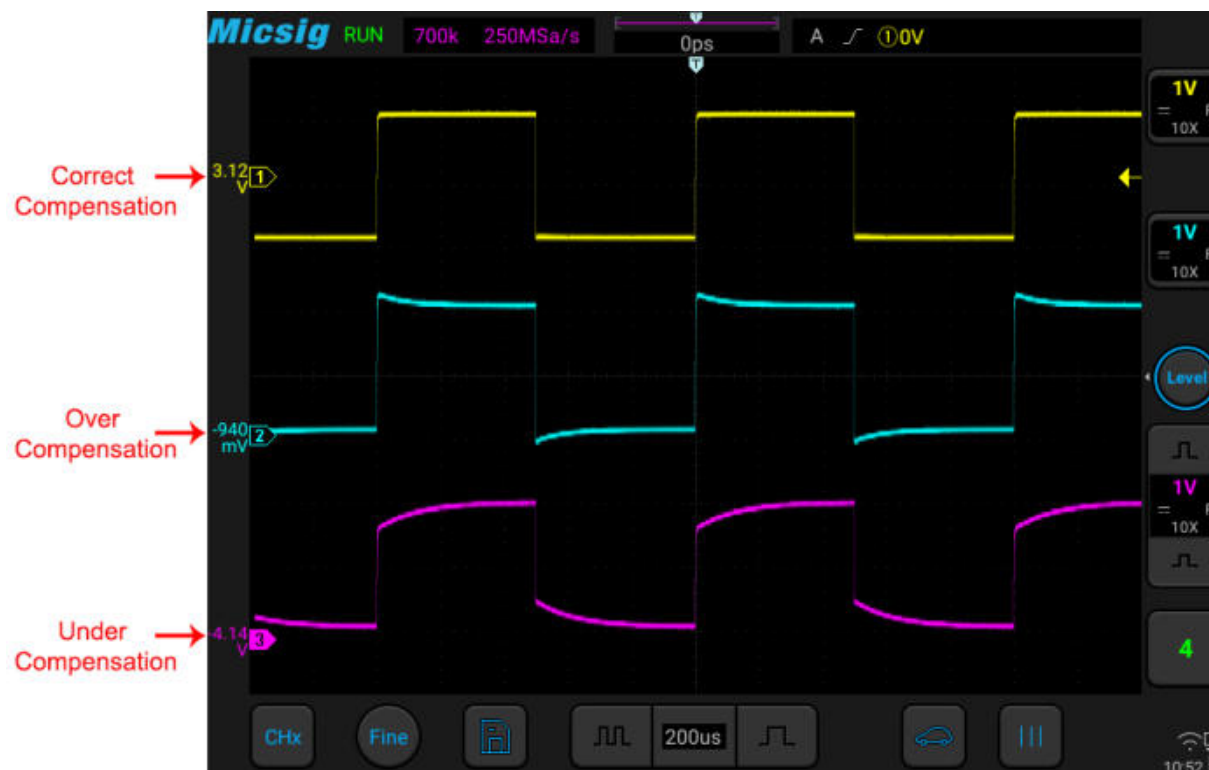 Micsig RUN 700k 250MSa/s T 0ps A ①0V
T
1V
10X
Correct
Compensation
3.12
V
1
1V
10X
Level
Over
Compensation
-940
mV
2
1V
10X
Under
Compensation
-4.14
V
3
4
CHx Fine 200us
10:52